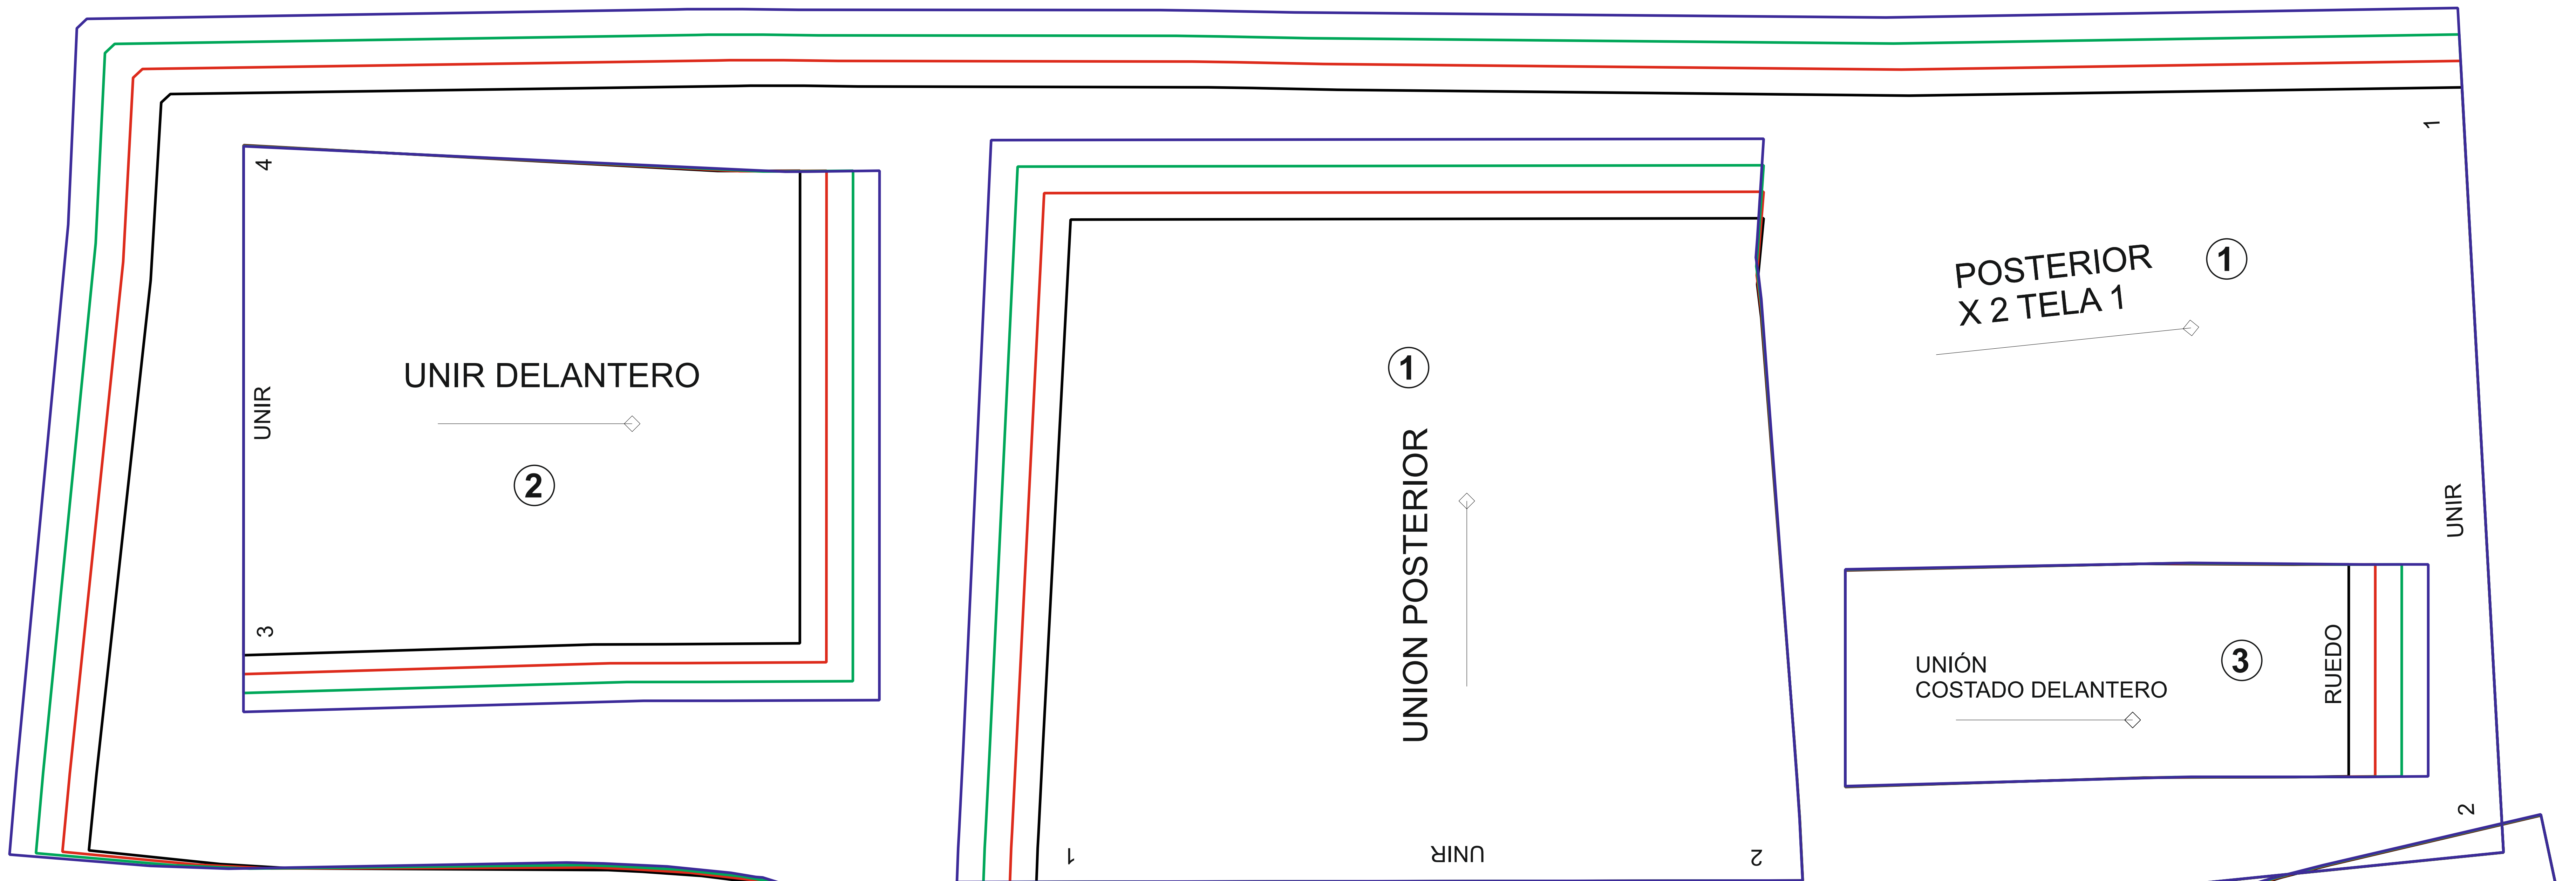 4
UNIR
3
UNIR DELANTERO
2
1
UNION POSTERIOR
1
UNIR
2
POSTERIOR
X 2 TELA 1
1
1
UNIR
2
UNIÓN
COSTADO DELANTERO
3
RUEDO